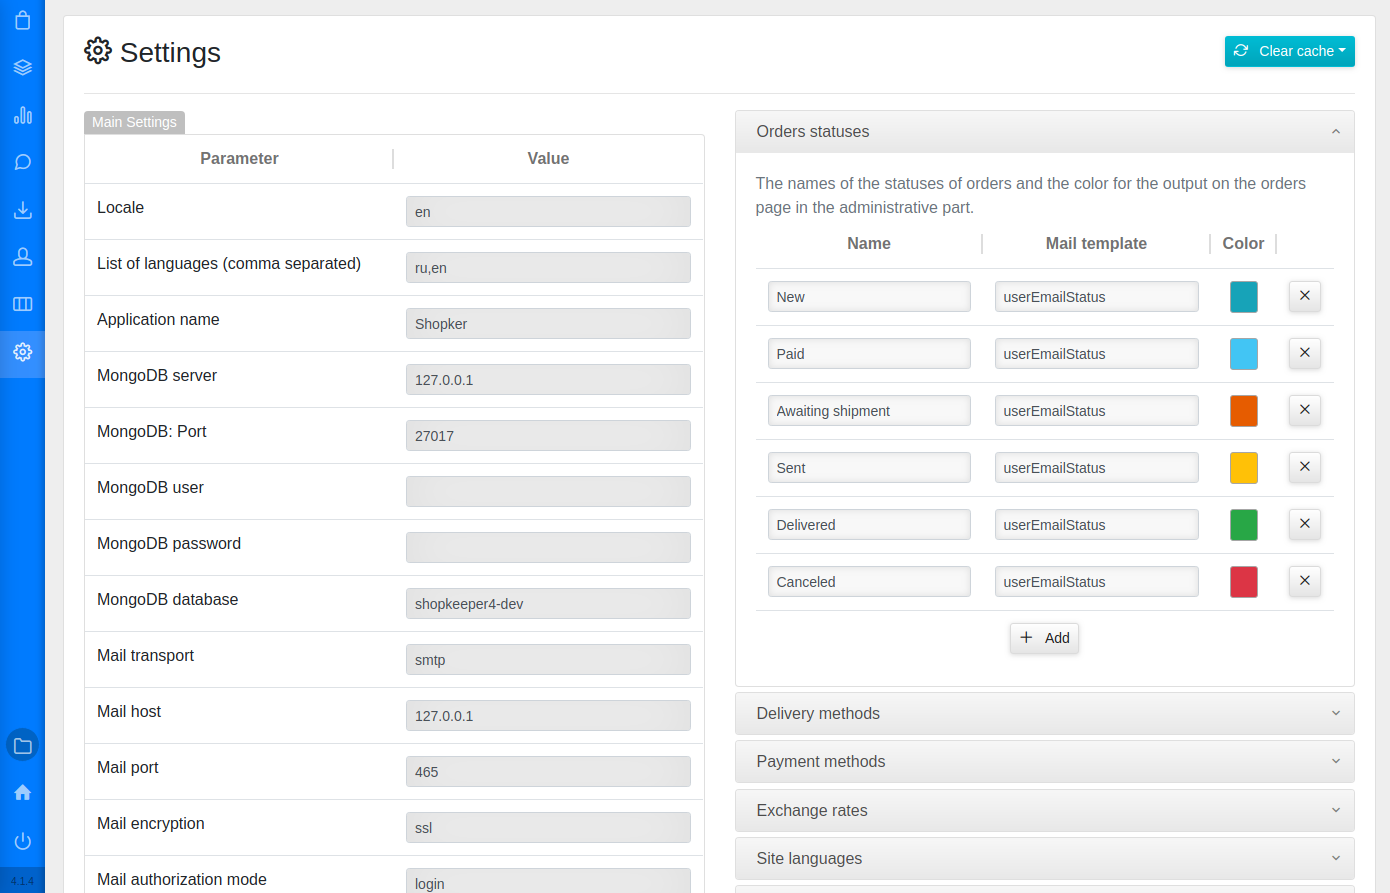 Settings
Clear cache
Main Settings
Parameter Value
Locale en
List of languages (comma separated) ru,en
Application name Shopker
MongoDB server 127.0.0.1
MongoDB: Port 27017
MongoDB user
MongoDB password
MongoDB database shopkeeper4-dev
Mail transport smtp
Mail host 127.0.0.1
Mail port 465
Mail encryption ssl
Mail authorization mode login
Orders statuses
The names of the statuses of orders and the color for the output on the orders
page in the administrative part.
Name Mail template Color
New userEmailStatus
Paid userEmailStatus
Awaiting shipment userEmailStatus
Sent userEmailStatus
Delivered userEmailStatus
Canceled userEmailStatus
Add
Delivery methods
Payment methods
Exchange rates
Site languages
4.1.4